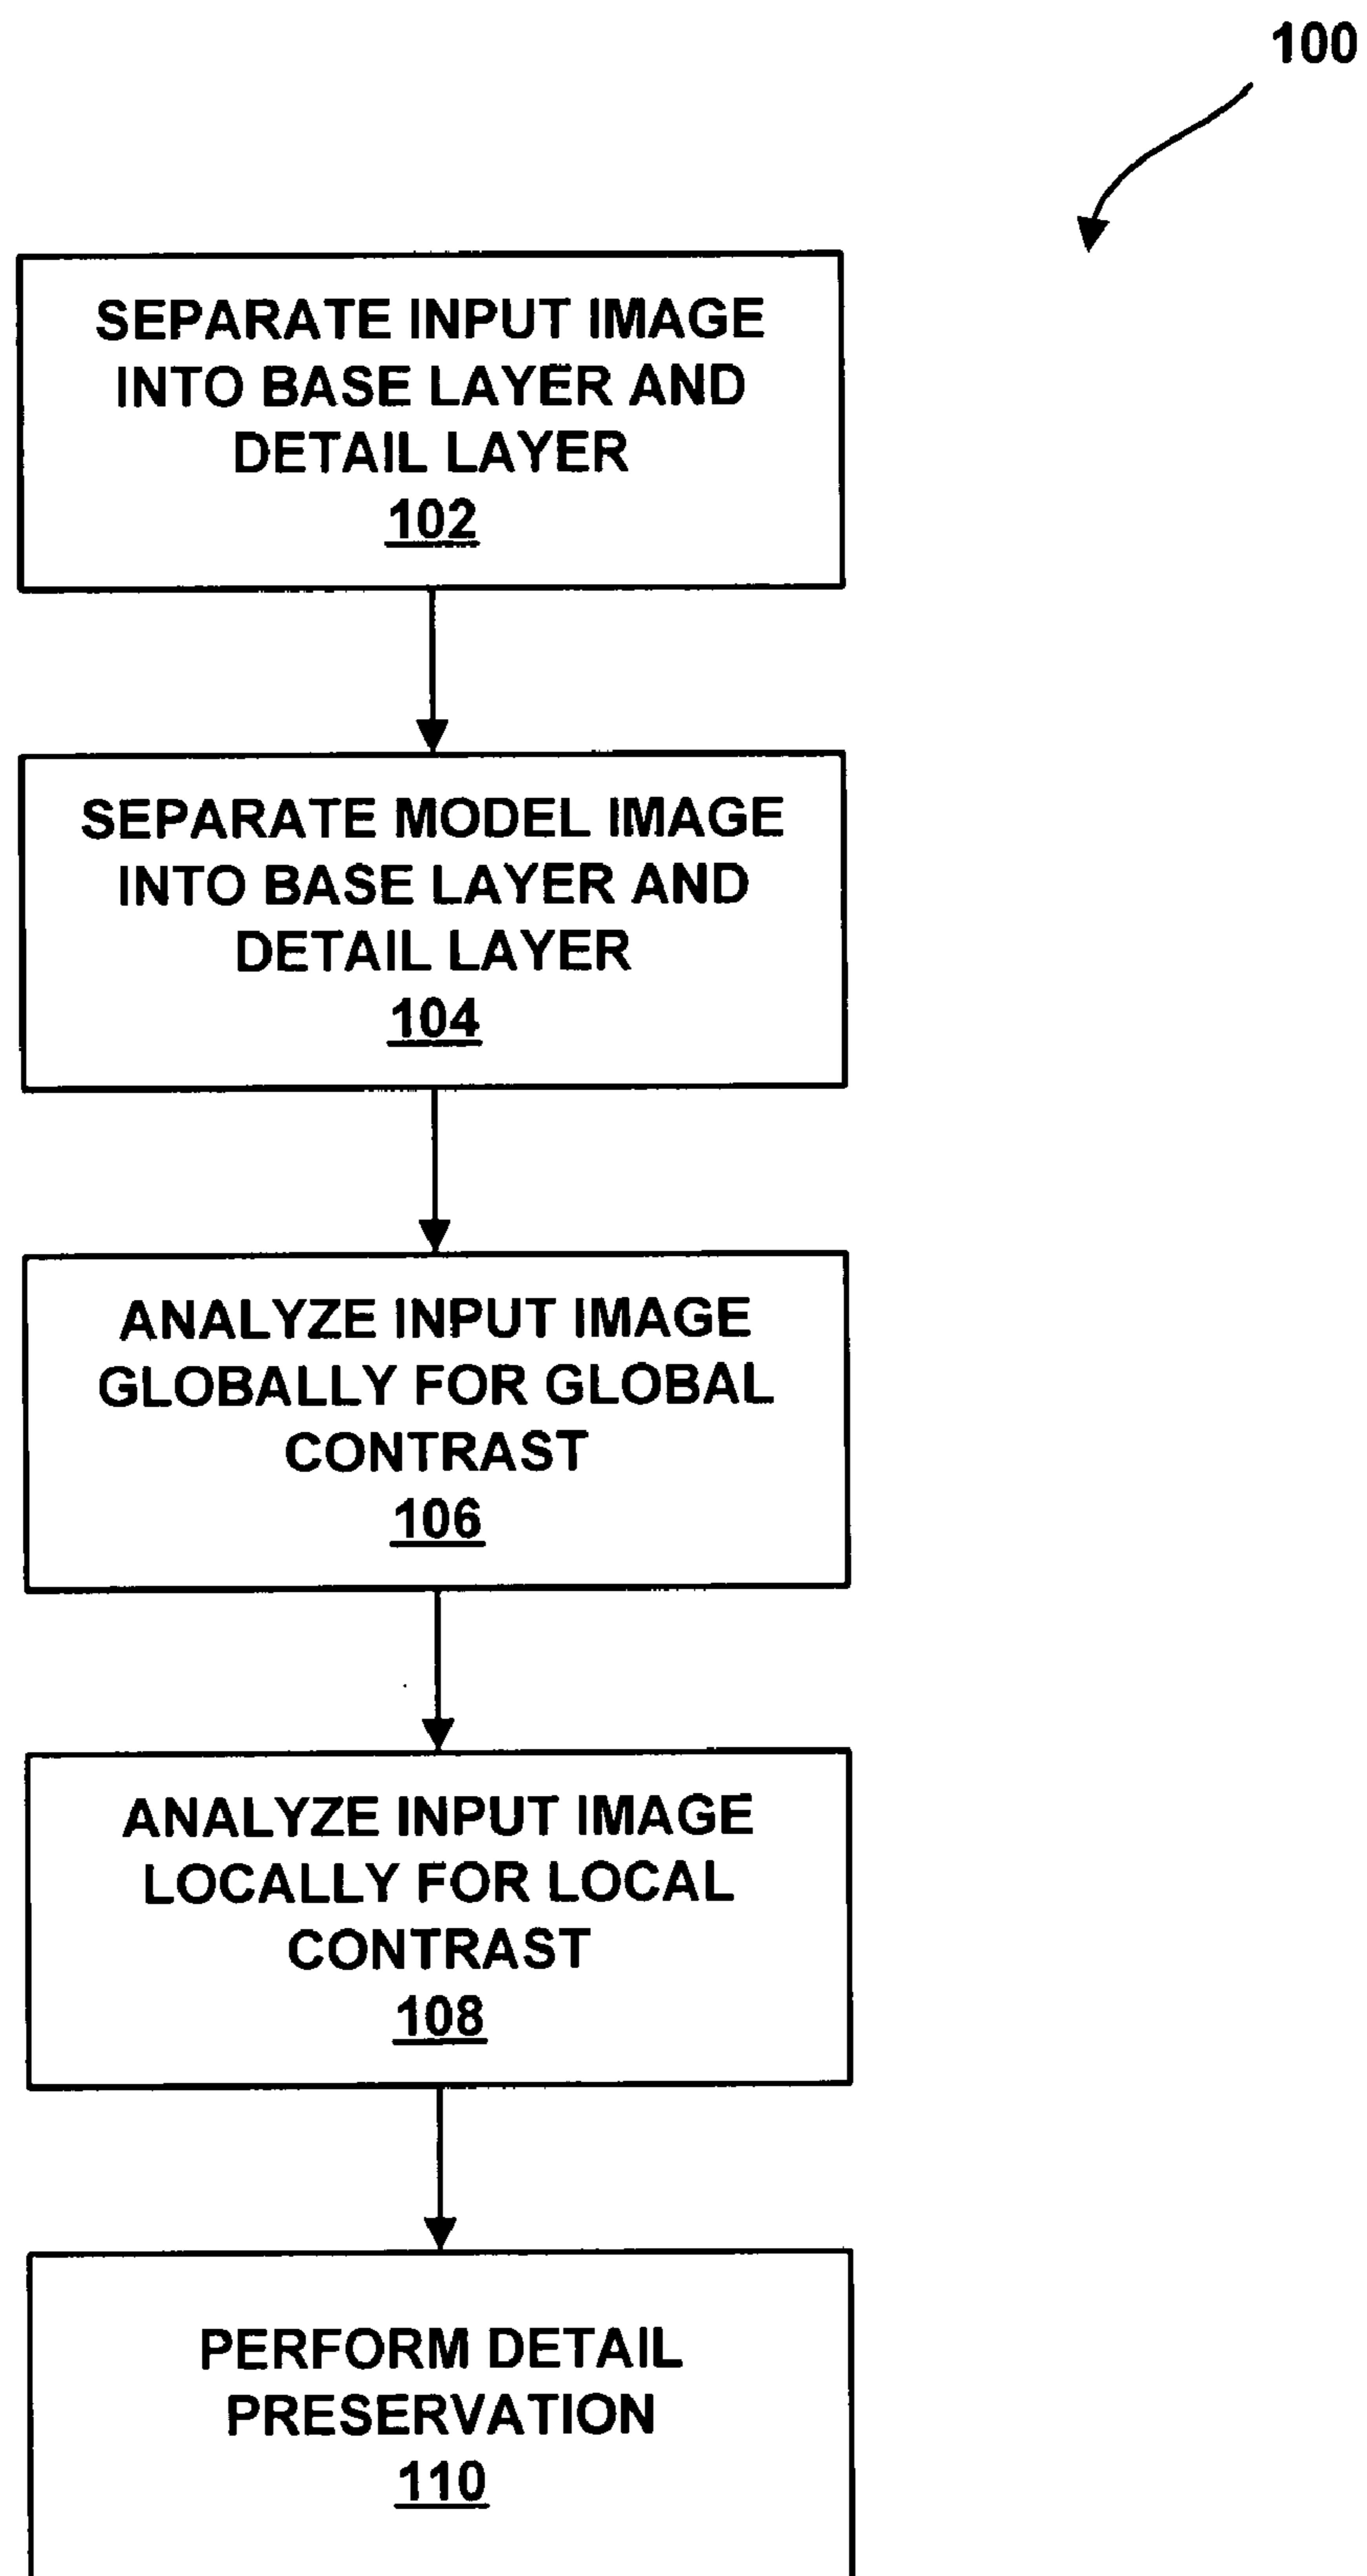 100
SEPARATE INPUT IMAGE
INTO BASE LAYER AND
DETAIL LAYER
102
SEPARATE MODEL IMAGE
INTO BASE LAYER AND
DETAIL LAYER
104
ANALYZE INPUT IMAGE
GLOBALLY FOR GLOBAL
CONTRAST
106
ANALYZE INPUT IMAGE
LOCALLY FOR LOCAL
CONTRAST
108
PERFORM DETAIL
PRESERVATION
110